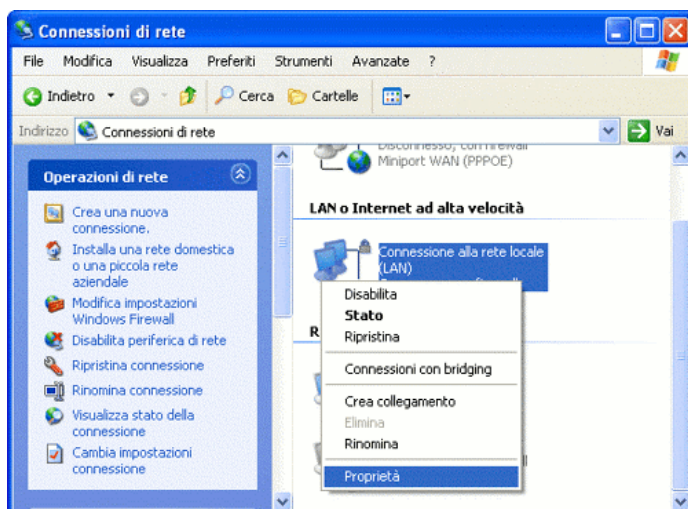 Connessioni di rete
File Modifica Visualizza Preferiti Strumenti Avanzate ?
Indietro Cerca Cartelle
Indirizzo Connessioni di rete Vai
Operazioni di rete
Crea una nuova
connessione.
Installa una rete domestica
o una piccola rete
aziendale
Modifica impostazioni
Windows Firewall
Disabilita periferica di rete
Ripristina connessione
Rinomina connessione
Visualizza stato della
connessione
Cambia impostazioni
connessione
Disconnesso, con firewall
Miniport WAN (PPPOE)
LAN o Internet ad alta velocità
Connessione alla rete locale
(LAN)
R
Disabilita
Stato
Ripristina
Connessioni con bridging
Crea collegamento
Elimina
Rinomina
Proprietà